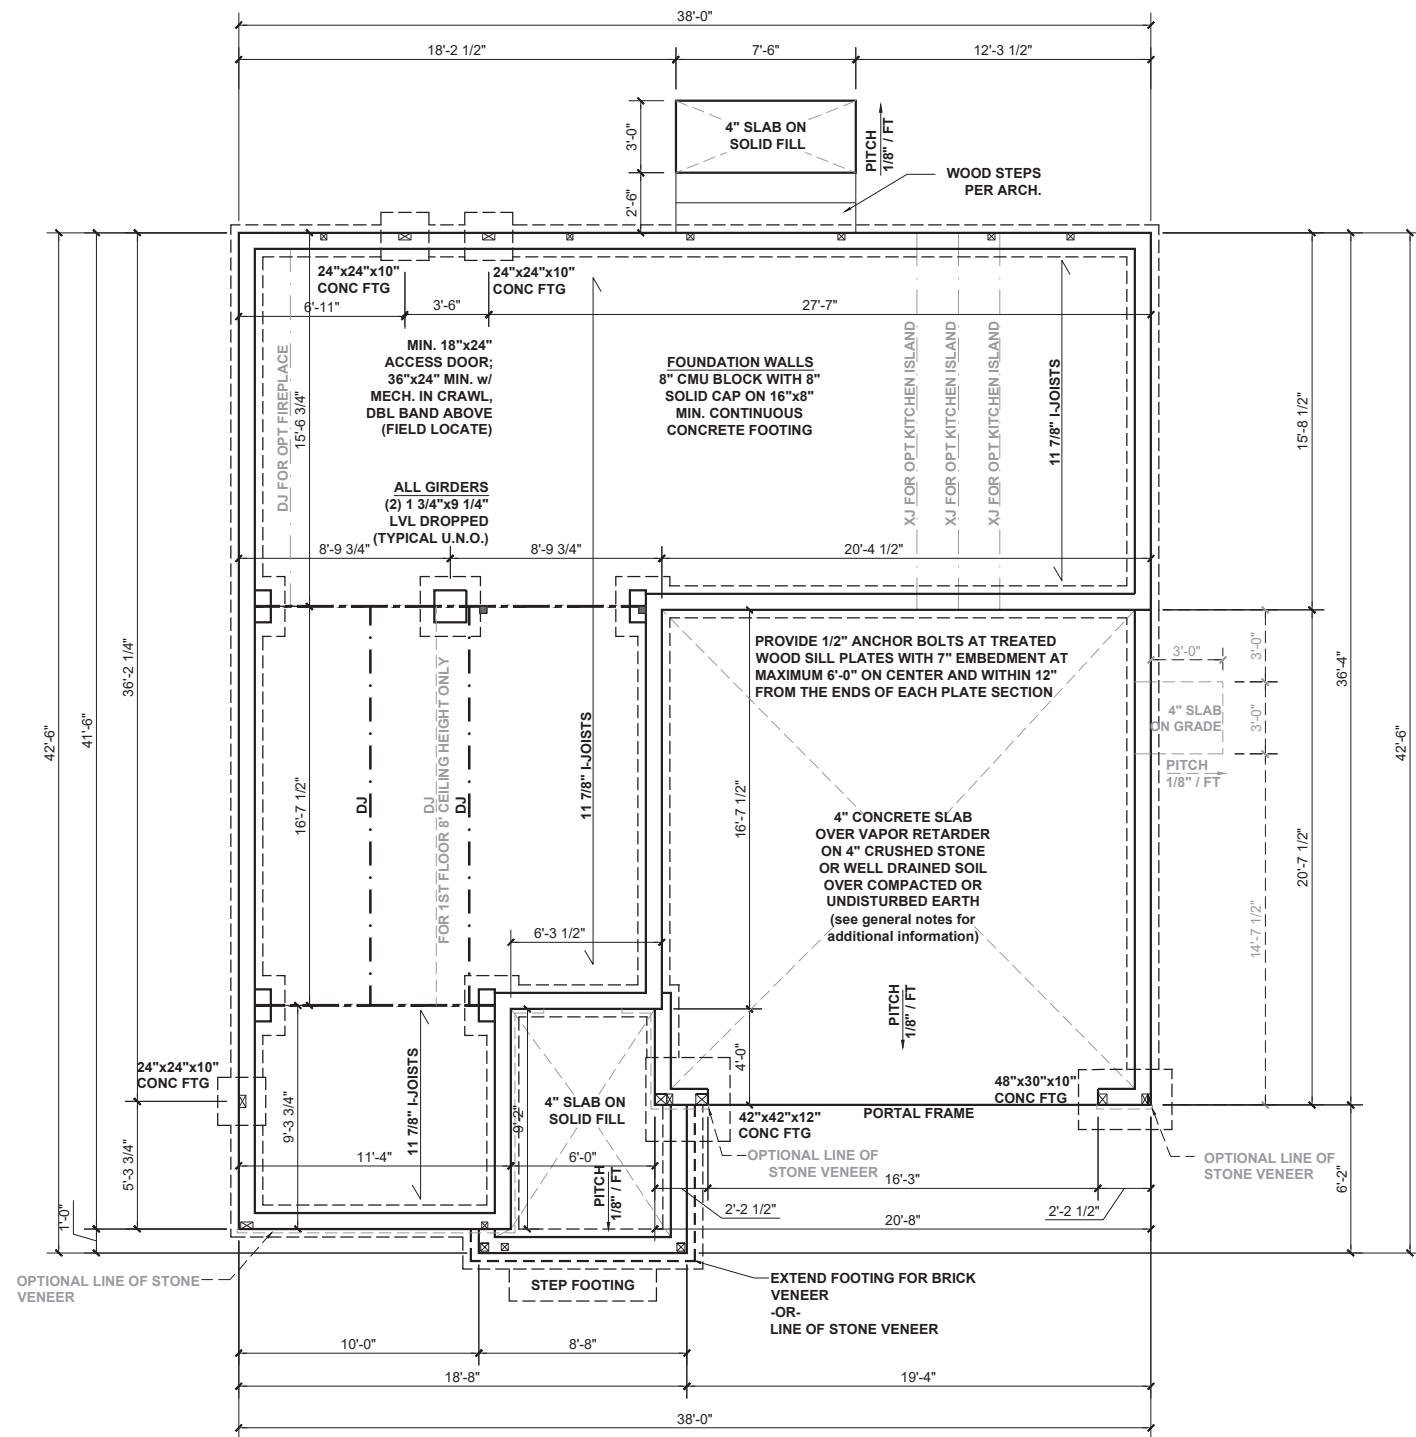 38'-0"
18'-2 1/2"
7'-6"
12'-3 1/2"
3'-0"
4" SLAB ON
SOLID FILL
PITCH
1/8" / FT
WOOD STEPS
PER ARCH.
2'-6"
24"x24"x10"
CONC FTG
24"x24"x10"
CONC FTG
6'-11"
3'-6"
27'-7"
MIN. 18"x24"
ACCESS DOOR;
36"x24" MIN. w/
MECH. IN CRAWL,
DBL BAND ABOVE
(FIELD LOCATE)
FOUNDATION WALLS
8" CMU BLOCK WITH 8"
SOLID CAP ON 16"x8"
MIN. CONTINUOUS
CONCRETE FOOTING
DJ FOR OPT FIREPLACE
15'-6 3/4"
XJ FOR OPT KITCHEN ISLAND
XJ FOR OPT KITCHEN ISLAND
XJ FOR OPT KITCHEN ISLAND
11 7/8" I-JOISTS
15'-8 1/2"
ALL GIRDERS
(2) 1 3/4"x9 1/4"
LVL DROPPED
(TYPICAL U.N.O.)
8'-9 3/4"
8'-9 3/4"
20'-4 1/2"
42'-6"
41'-6"
36'-2 1/4"
PROVIDE 1/2" ANCHOR BOLTS AT TREATED
WOOD SILL PLATES WITH 7" EMBEDMENT AT
MAXIMUM 6'-0" ON CENTER AND WITHIN 12"
FROM THE ENDS OF EACH PLATE SECTION
3'-0"
3'-0"
4" SLAB
ON GRADE
3'-0"
PITCH
1/8" / FT
36'-4"
42'-6"
16'-7 1/2"
DJ
DJ
FOR 1ST FLOOR 8' CEILING HEIGHT ONLY
DJ
11 7/8" I-JOISTS
16'-7 1/2"
4" CONCRETE SLAB
OVER VAPOR RETARDER
ON 4" CRUSHED STONE
OR WELL DRAINED SOIL
OVER COMPACTED OR
UNDISTURBED EARTH
(see general notes for
additional information)
20'-7 1/2"
14'-7 1/2"
6'-3 1/2"
PITCH
1/8" / FT
24"x24"x10"
CONC FTG
9'-3 3/4"
11 7/8" I-JOISTS
4'-0"
4" SLAB ON
SOLID FILL
9'-2"
48"x30"x10"
CONC FTG
PORTAL FRAME
42"x42"x12"
CONC FTG
OPTIONAL LINE OF
STONE VENEER
OPTIONAL LINE OF
STONE VENEER
11'-4"
6'-0"
PITCH
1/8" / FT
16'-3"
2'-2 1/2"
2'-2 1/2"
20'-8"
5'-3 3/4"
1'-0"
6'-2"
OPTIONAL LINE OF STONE
VENEER
STEP FOOTING
EXTEND FOOTING FOR BRICK
VENEER
-OR-
LINE OF STONE VENEER
10'-0"
8'-8"
18'-8"
19'-4"
38'-0"